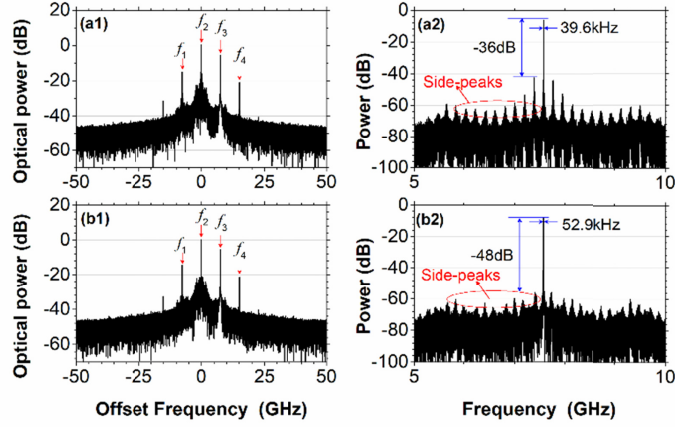 (a1)
f1
f2
f3
f4
20
0
-20
-40
-60
-50
-25
0
25
50
Optical power (dB)
(a2)
-36dB
39.6kHz
Side-peaks
0
-20
-40
-60
-80
-100
5
10
Power (dB)
(b1)
f1
f2
f3
f4
20
0
-20
-40
-60
-50
-25
0
25
50
Optical power (dB)
Offset Frequency (GHz)
(b2)
52.9kHz
-48dB
Side-peaks
0
-20
-40
-60
-80
-100
5
10
Power (dB)
Frequency (GHz)